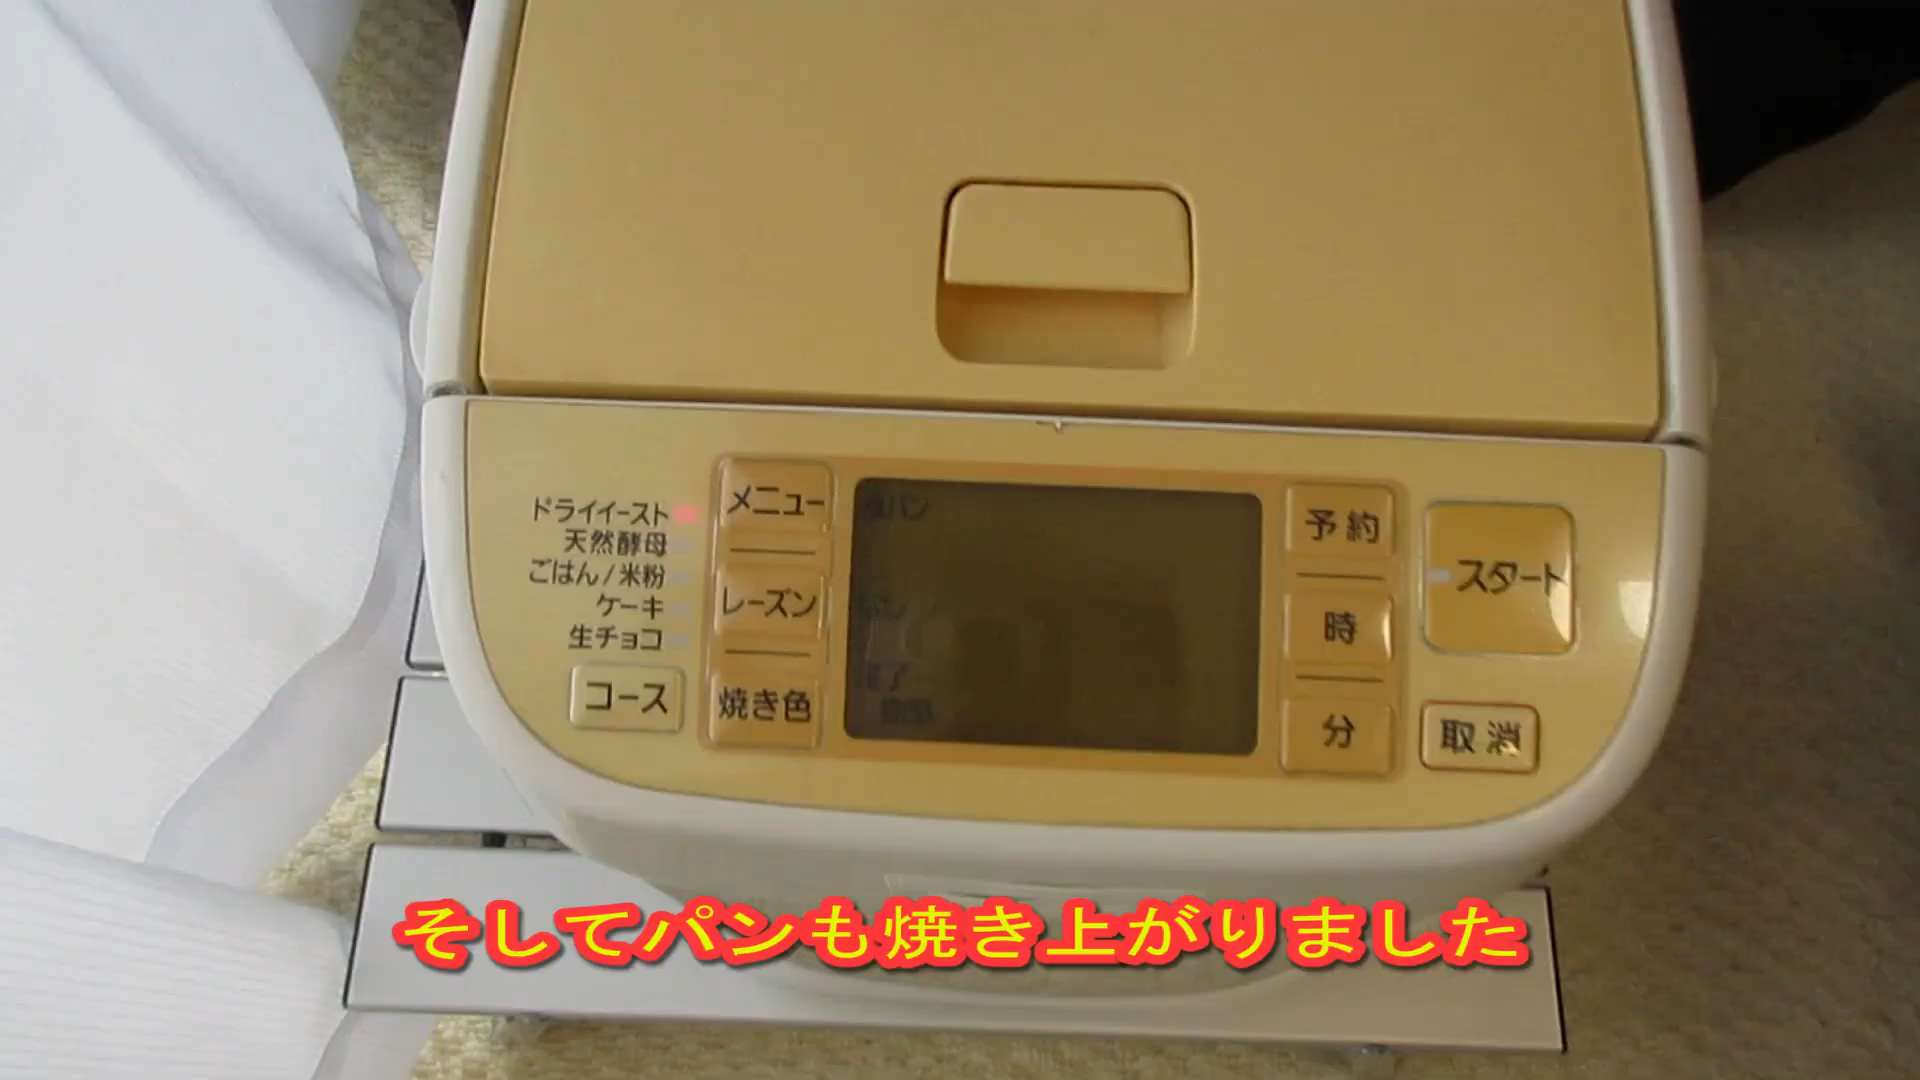 ドライイースト
天然酵母
ごはん/米粉
ケーキ
生チョコ
コース
メニュー
レーズン
焼き色
予約
時
分
スタート
取消
そしてパンも焼き上がりました